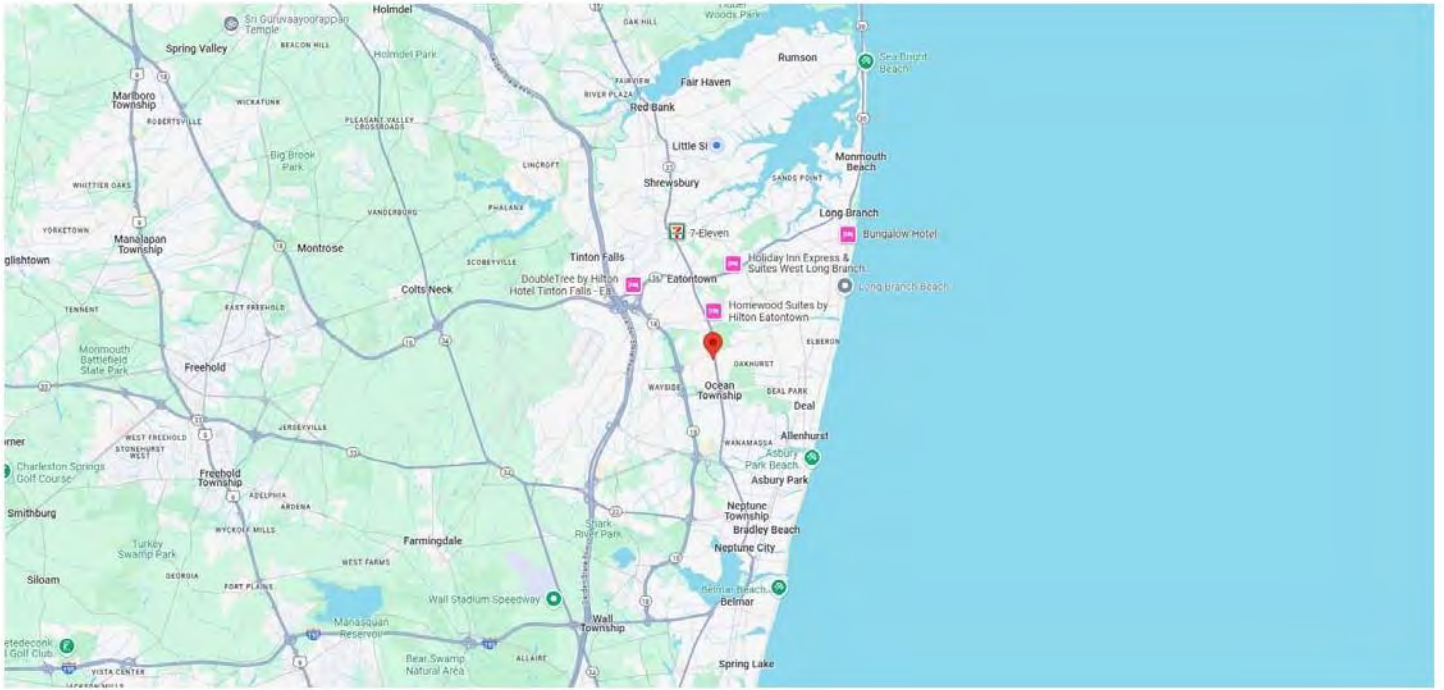 Holmdel
Sri Guruvaayoorappan
Temple
OAK HILL
Woods Park
Spring Valley
BEACON HILL
Holmdel Park
Rumson
Sea Bright
Beach
Marlboro
Township
WICKATUNK
FAIRVIEW
RIVER PLAZA
Fair Haven
Red Bank
ROBERTSVILLE
PLEASANT VALLEY
CROSSROADS
Little Si
Big Brook
Park
LINCROFT
Monmouth
Beach
WHITTIER OAKS
Shrewsbury
SANDS POINT
VANDERBURG
PHALANX
Long Branch
YORKETOWN
Manalapan
Township
Montrose
7-Eleven
Bungalow Hotel
glishtown
SCOBEYVILLE
Tinton Falls
Holiday Inn Express &
Suites West Long Branch
DoubleTree by Hilton
Hotel Tinton Falls - Ea
Eatontown
Colts Neck
Long Branch Beach
TENNENT
EAST FREEHOLD
Homewood Suites by
Hilton Eatontown
Monmouth
Battlefield
State Park
Freehold
ELBERON
OAKHURST
WAYSIDE
Ocean
Township
DEAL PARK
Deal
JERSEYVILLE
WEST FREEHOLD
STONEHURST
WEST
WANAMASSA
Allenhurst
Asbury
Park Beach
Charleston Springs
Golf Course
Freehold
Township
Asbury Park
ADELPHIA
ARDENA
Smithburg
Neptune
Township
WYCKOFF MILLS
Shark
River Park
Bradley Beach
Turkey
Swamp Park
Farmingdale
Neptune City
WEST FARMS
Siloam
GEORGIA
FORT PLAINS
Belmar Beach
Wall Stadium Speedway
Belmar
Manasquan
Reservoir
Wall
Township
etedeconk
Golf Club
Bear Swamp
Natural Area
ALLAIRE
Spring Lake
VISTA CENTER
JACKSON MILLS